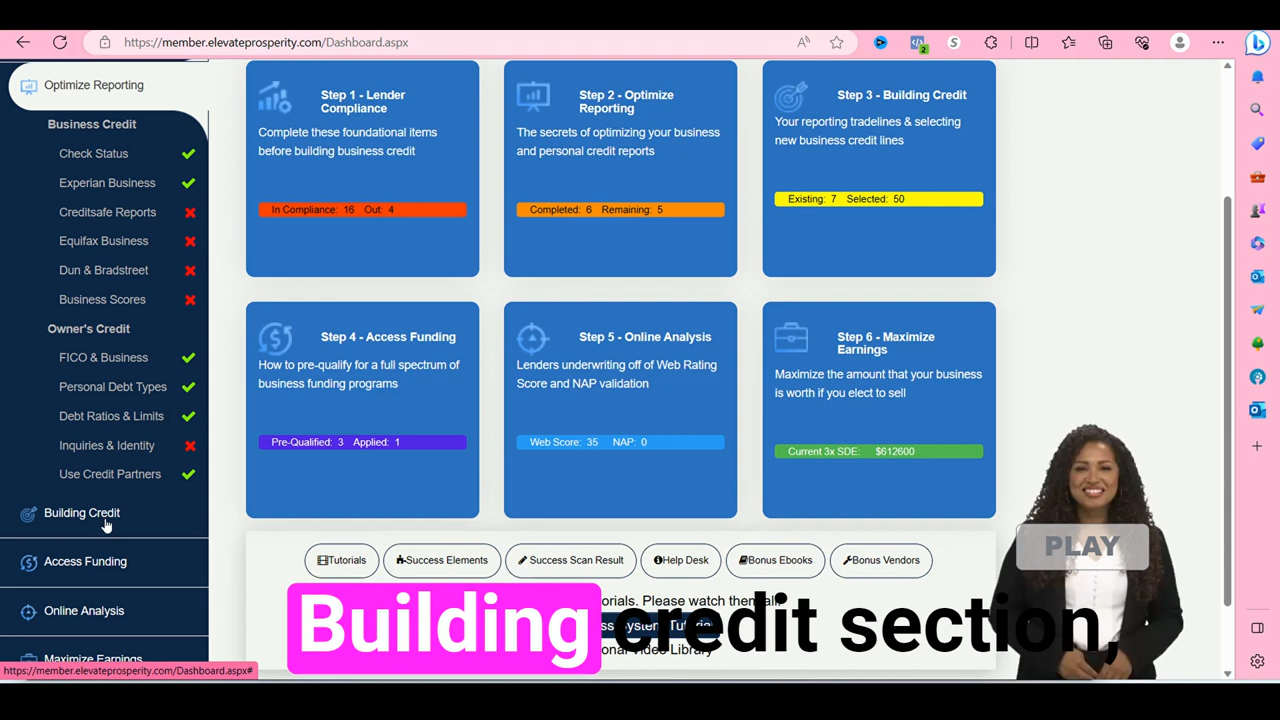 https://member.elevateprosperity.com/Dashboard.aspx
2
Optimize Reporting
Business Credit
Check Status
Experian Business
Creditsafe Reports
Equifax Business
Dun & Bradstreet
Business Scores
Owner's Credit
FICO & Business
Personal Debt Types
Debt Ratios & Limits
Inquiries & Identity
Use Credit Partners
Building Credit
Access Funding
Online Analysis
Maximize Earnings
https://member.elevateprosperity.com/Dashboard.aspx#
Step 1 - Lender
Compliance
Complete these foundational items
before building business credit
In Compliance: 16 Out: 4
Step 2 - Optimize
Reporting
The secrets of optimizing your business
and personal credit reports
Completed: 6 Remaining: 5
Step 3 - Building Credit
Your reporting tradelines & selecting
new business credit lines
Existing: 7 Selected: 50
Step 4 - Access Funding
How to pre-qualify for a full spectrum of
business funding programs
Pre-Qualified: 3 Applied: 1
Step 5 - Online Analysis
Lenders underwriting off of Web Rating
Score and NAP validation
Web Score: 35 NAP: 0
Step 6 - Maximize
Earnings
Maximize the amount that your business
is worth if you elect to sell
Current 3x SDE: $612600
Tutorials
Success Elements
Success Scan Result
Help Desk
Bonus Ebooks
Bonus Vendors
Please watch them all
Building credit section,
Library
PLAY